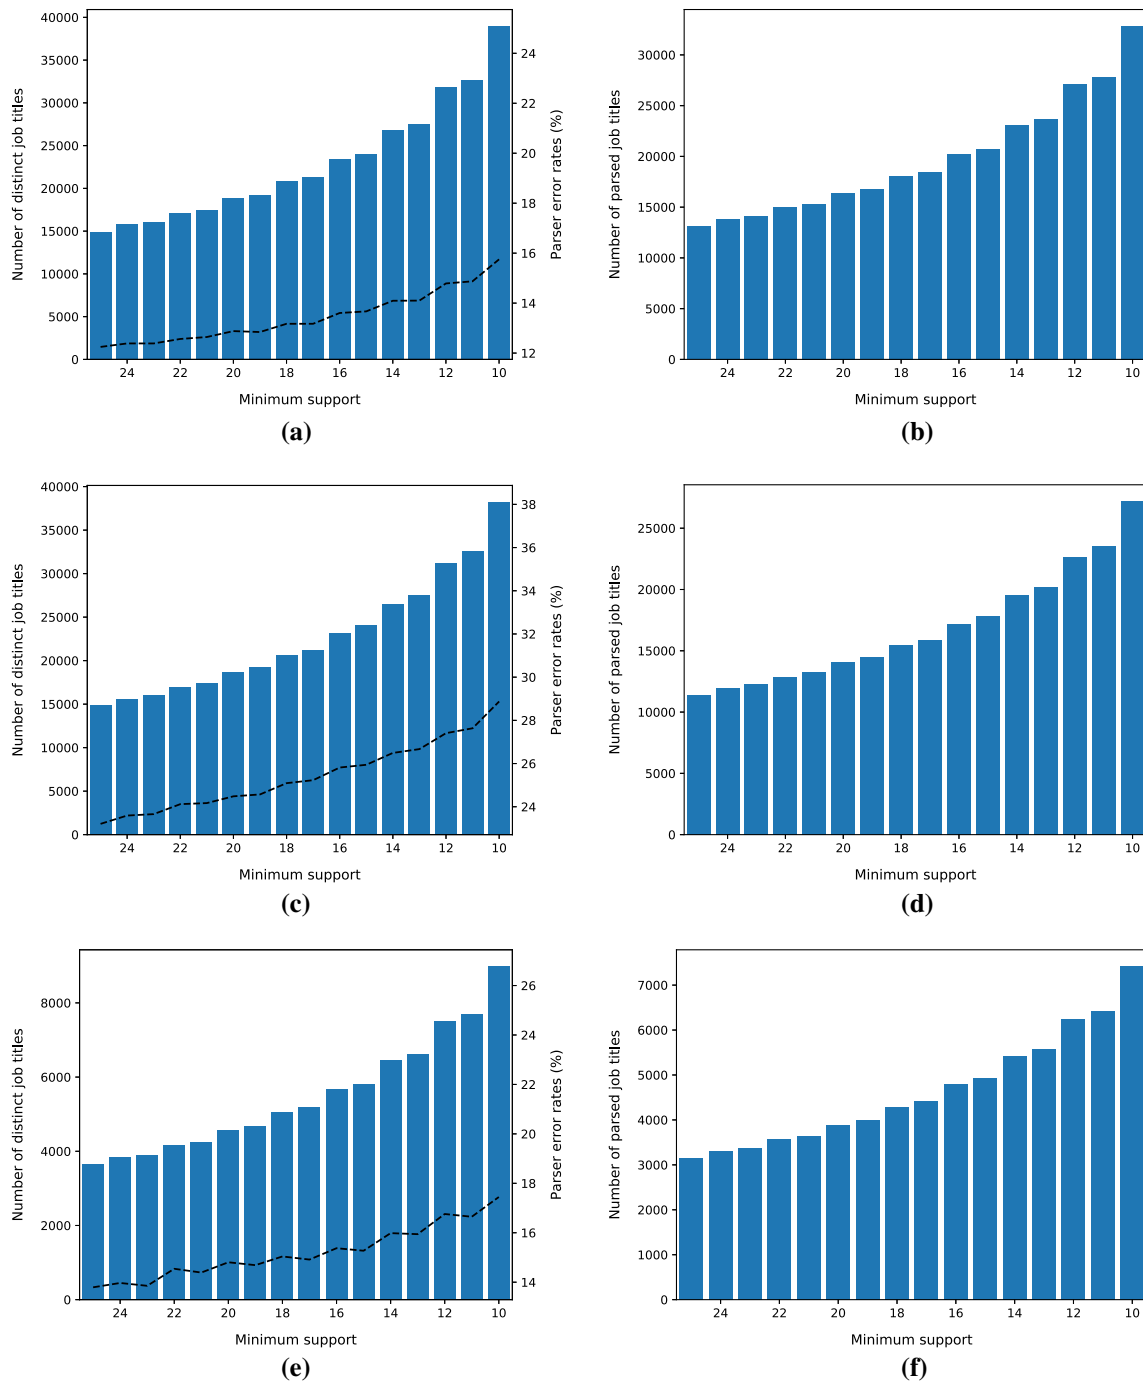 40000
35000
30000
25000
20000
15000
10000
5000
0
Number of distinct job titles
24
22
20
18
16
14
12
Parser error rates (%)
24 22 20 18 16 14 12 10
Minimum support
(a)
30000
25000
20000
15000
10000
5000
0
Number of parsed job titles
24 22 20 18 16 14 12 10
Minimum support
(b)
40000
35000
30000
25000
20000
15000
10000
5000
0
Number of distinct job titles
38
36
34
32
30
28
26
24
Parser error rates (%)
24 22 20 18 16 14 12 10
Minimum support
(c)
25000
20000
15000
10000
5000
0
Number of parsed job titles
24 22 20 18 16 14 12 10
Minimum support
(d)
8000
6000
4000
2000
0
Number of distinct job titles
26
24
22
20
18
16
14
Parser error rates (%)
24 22 20 18 16 14 12 10
Minimum support
(e)
7000
6000
5000
4000
3000
2000
1000
0
Number of parsed job titles
24 22 20 18 16 14 12 10
Minimum support
(f)